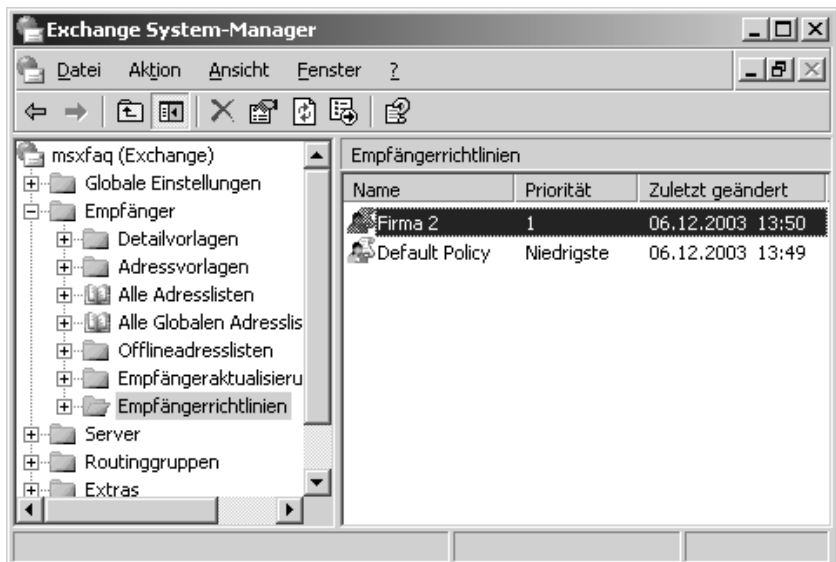 Exchange System-Manager
Datei Aktion Ansicht Fenster ?
msxfaq (Exchange)
Globale Einstellungen
Empfänger
Detailvorlagen
Adressvorlagen
Alle Adresslisten
Alle Globalen Adresslis
Offlineadresslisten
Empfängeraktualisieru
Empfängerrichtlinien
Server
Routinggruppen
Extras
Empfängerrichtlinien
Name Priorität Zuletzt geändert
Firma 2 1 06.12.2003 13:50
Default Policy Niedrigste 06.12.2003 13:49